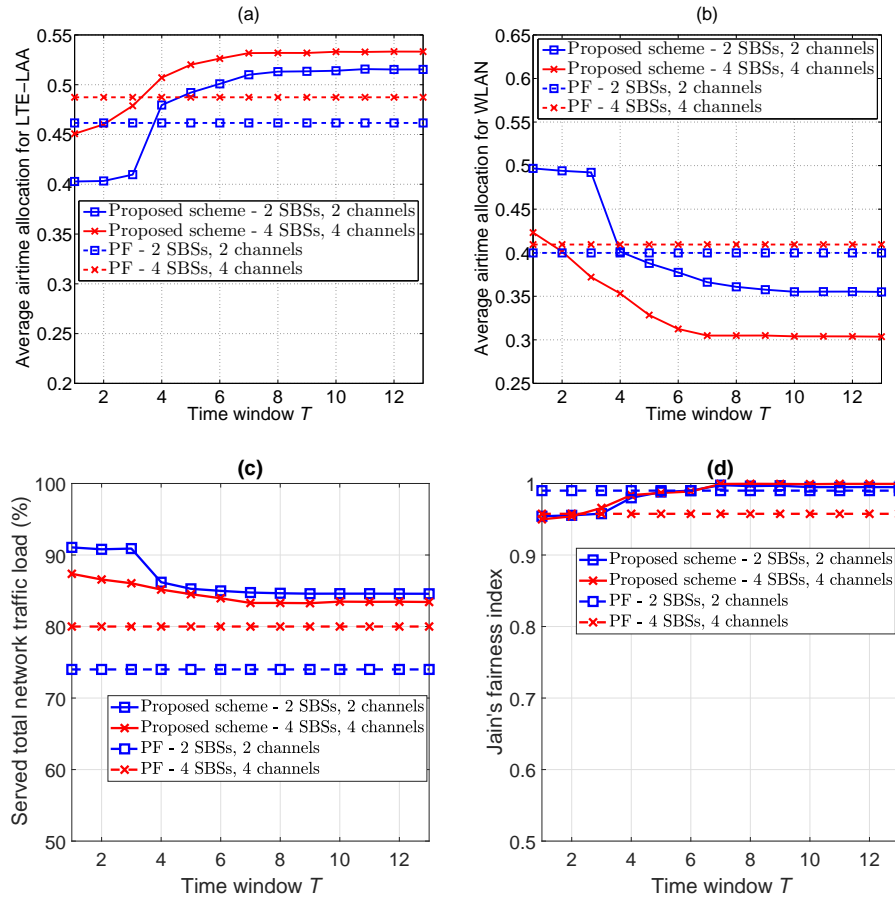 (a)
0.55
0.5
0.45
0.4
0.35
0.3
0.25
0.2
2 4 6 8 10 12
Average airtime allocation for LTE−LAA
Time window T
Proposed scheme - 2 SBSs, 2 channels
Proposed scheme - 4 SBSs, 4 channels
PF - 2 SBSs, 2 channels
PF - 4 SBSs, 4 channels
(b)
0.65
0.6
0.55
0.5
0.45
0.4
0.35
0.3
0.25
2 4 6 8 10 12
Average airtime allocation for WLAN
Time window T
Proposed scheme - 2 SBSs, 2 channels
Proposed scheme - 4 SBSs, 4 channels
PF - 2 SBSs, 2 channels
PF - 4 SBSs, 4 channels
(c)
100
90
80
70
60
50
2 4 6 8 10 12
Served total network traffic load (%)
Time window T
Proposed scheme - 2 SBSs, 2 channels
Proposed scheme - 4 SBSs, 4 channels
PF - 2 SBSs, 2 channels
PF - 4 SBSs, 4 channels
(d)
1
0.9
0.8
0.7
0.6
0.5
2 4 6 8 10 12
Jain's fairness index
Time window T
Proposed scheme - 2 SBSs, 2 channels
Proposed scheme - 4 SBSs, 4 channels
PF - 2 SBSs, 2 channels
PF - 4 SBSs, 4 channels